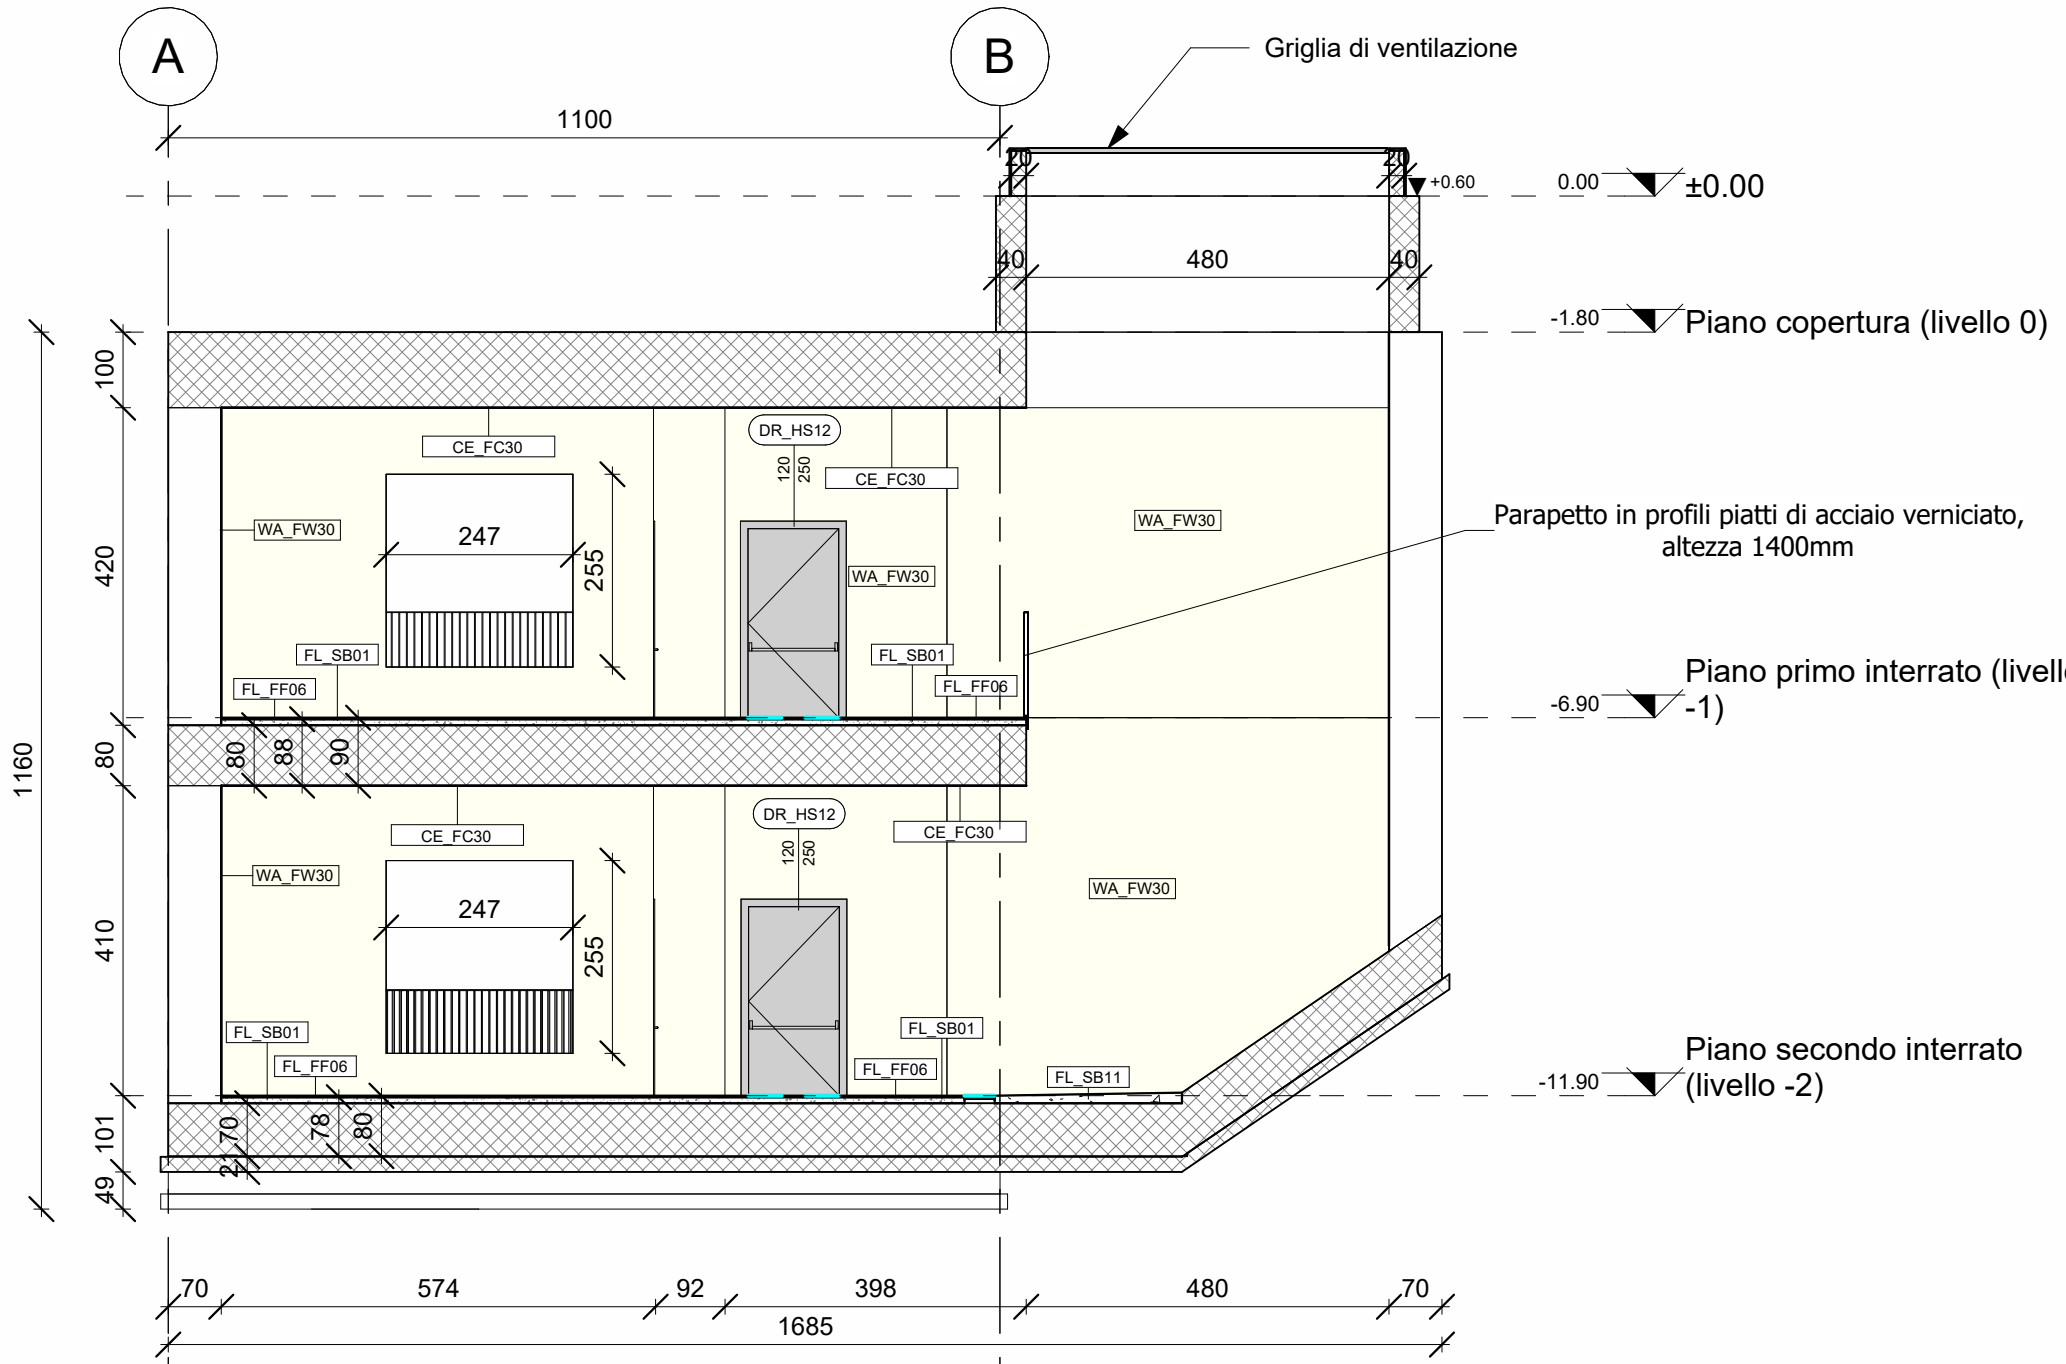 A
B
Griglia di ventilazione
1100
20
20
+0.60
0.00
±0.00
40
480
40
-1.80
Piano copertura (livello 0)
100
CE_FC30
DR_HS12
120
250
CE_FC30
WA_FW30
247
255
WA_FW30
WA_FW30
Parapetto in profili piatti di acciaio verniciato,
altezza 1400mm
420
FL_SB01
FL_SB01
FL_FF06
FL_FF06
-6.90
Piano primo interrato (livell
-1)
1160
80
80
88
90
CE_FC30
DR_HS12
120
250
CE_FC30
WA_FW30
WA_FW30
247
255
410
FL_SB01
FL_SB01
FL_FF06
FL_FF06
FL_SB11
-11.90
Piano secondo interrato
(livello -2)
101
70
21
78
80
49
70
574
92
398
480
70
1685